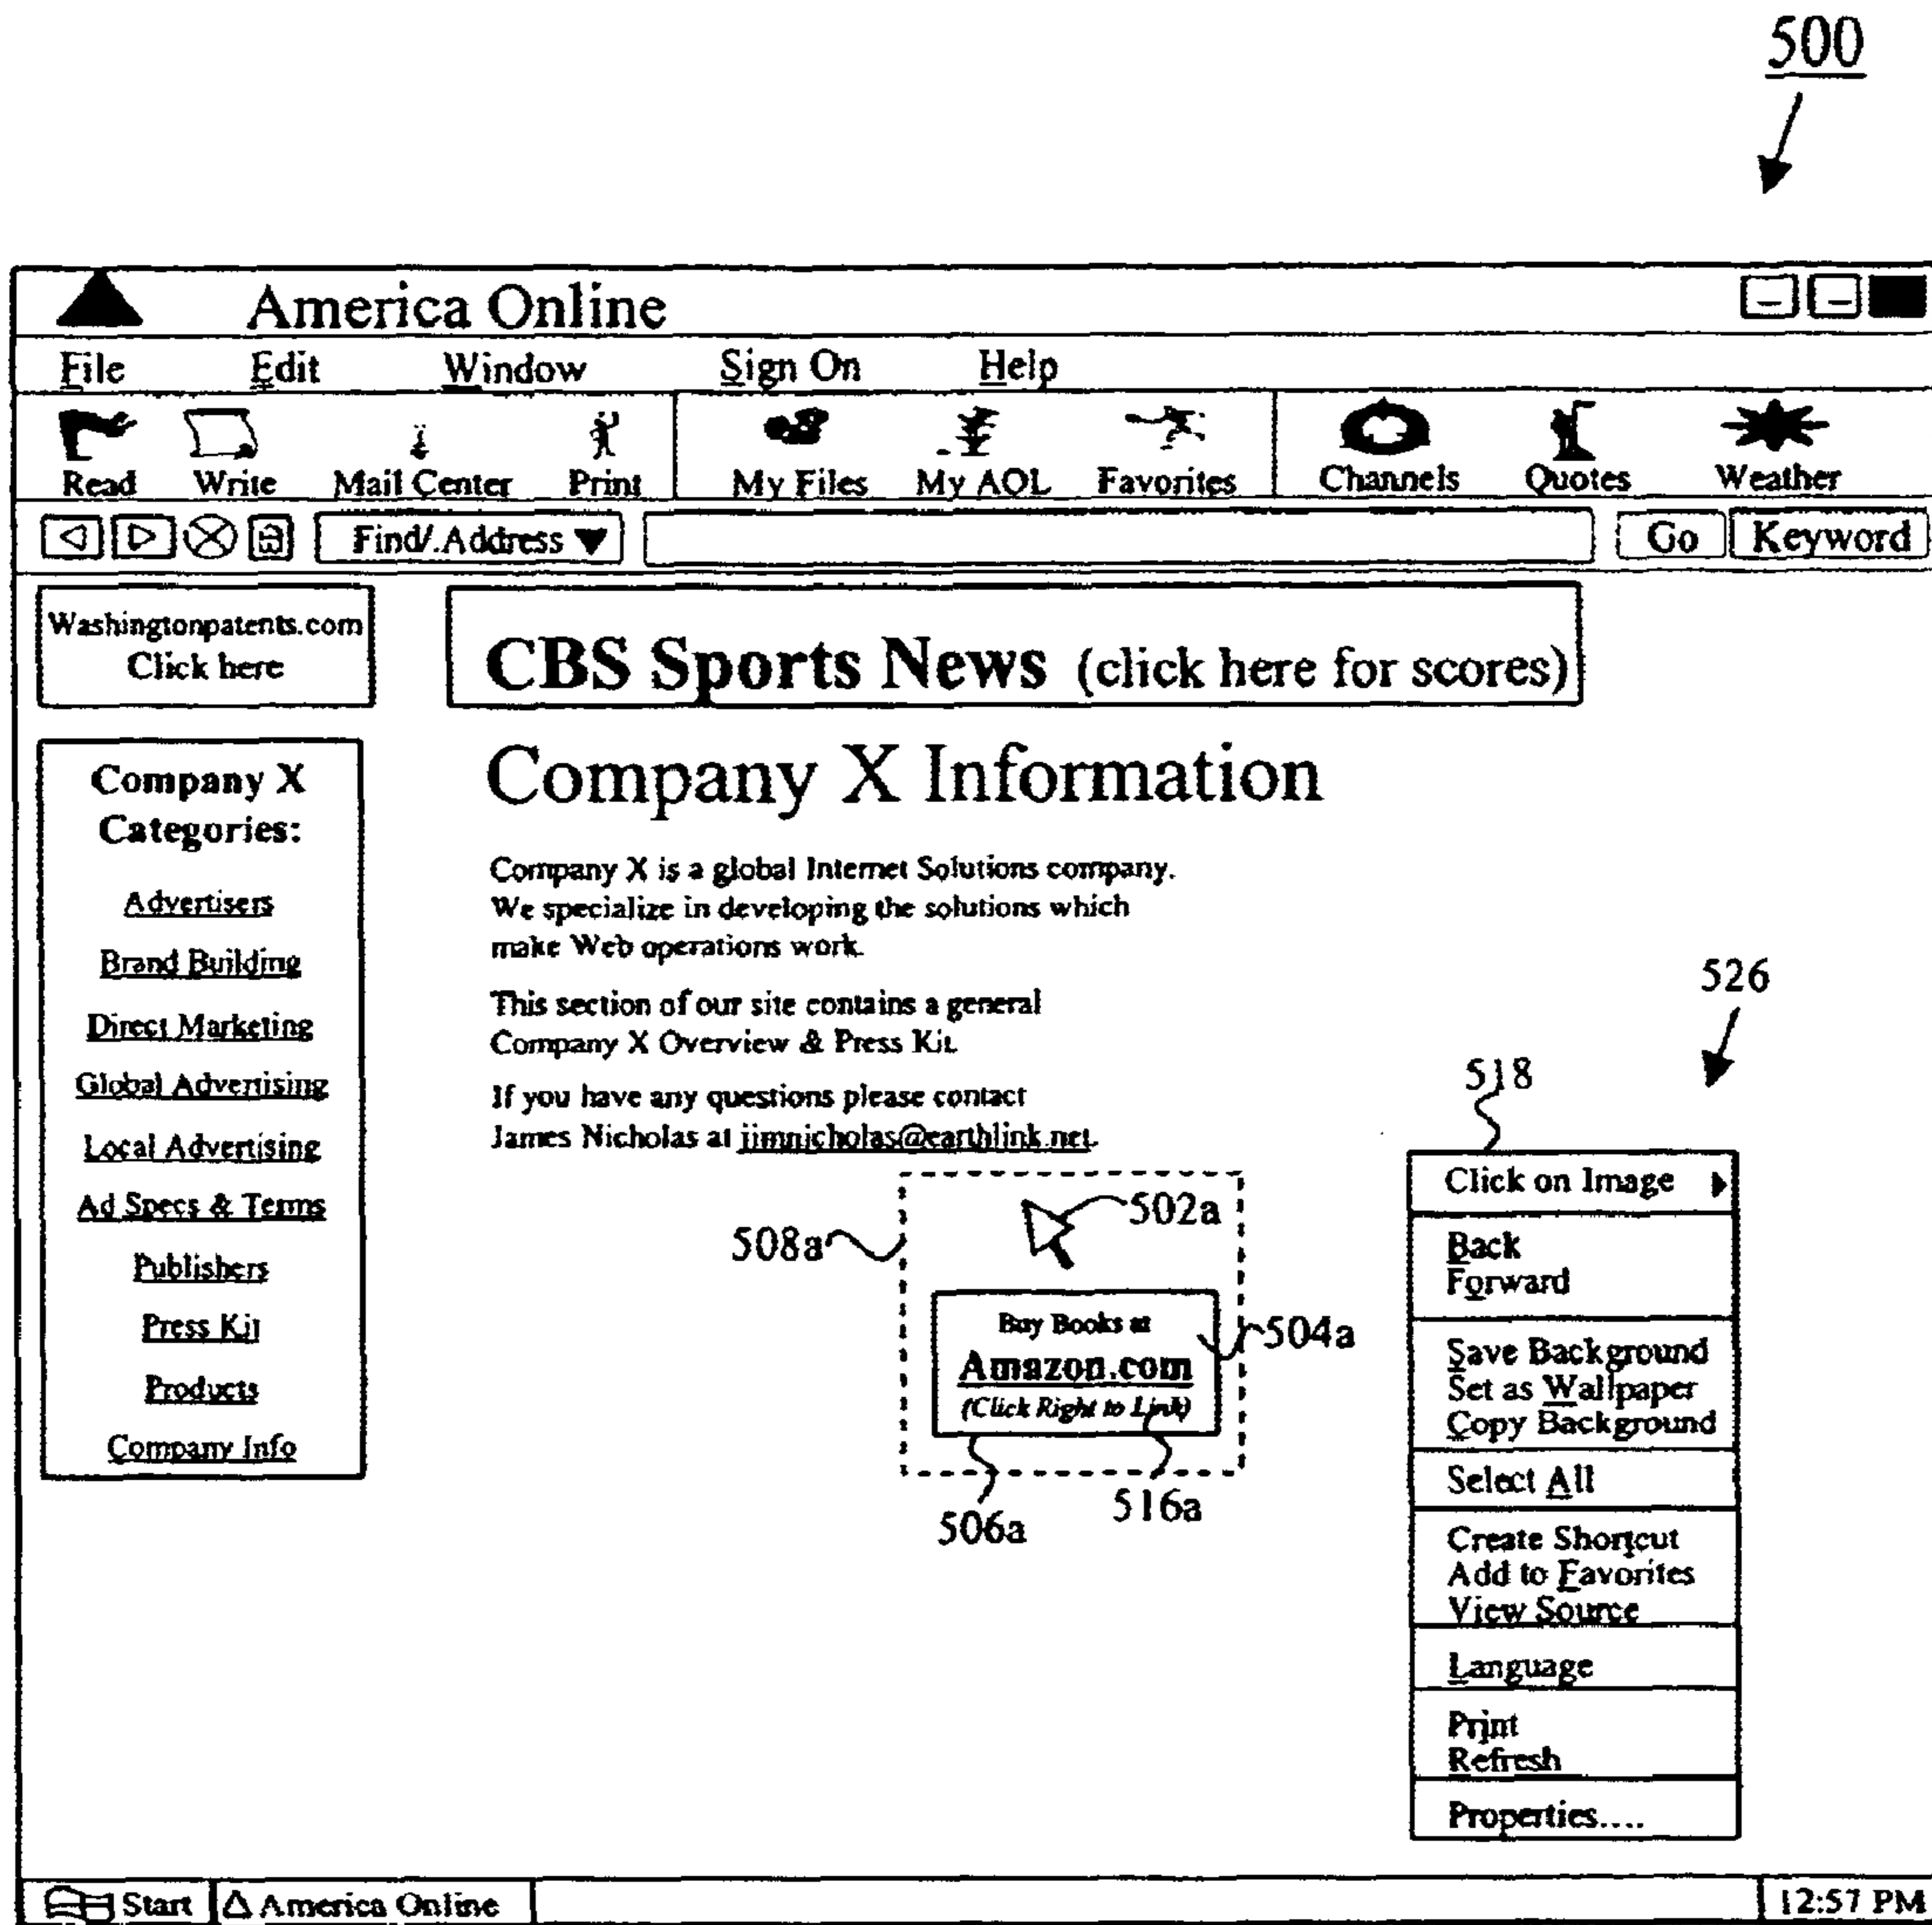 500
America Online
File Edit Window Sign On Help
Read Write Mail Center Print My Files My AOL Favorites Channels Quotes Weather
Find/.Address Go Keyword
Washingtonpatents.com
Click here
CBS Sports News (click here for scores)
Company X
Categories:
Advertisers
Brand Building
Direct Marketing
Global Advertising
Local Advertising
Ad Specs & Terms
Publishers
Press Kit
Products
Company Info
Company X Information
Company X is a global Internet Solutions company.
We specialize in developing the solutions which
make Web operations work.
This section of our site contains a general
Company X Overview & Press Kit.
If you have any questions please contact
James Nicholas at jimnicholas@earthlink.net.
508a
502a
Buy Books at
Amazon.com
(Click Right to Link)
504a
506a
516a
526
518
Click on Image
Back
Forward
Save Background
Set as Wallpaper
Copy Background
Select All
Create Shortcut
Add to Favorites
View Source
Language
Print
Refresh
Properties....
Start America Online 12:57 PM